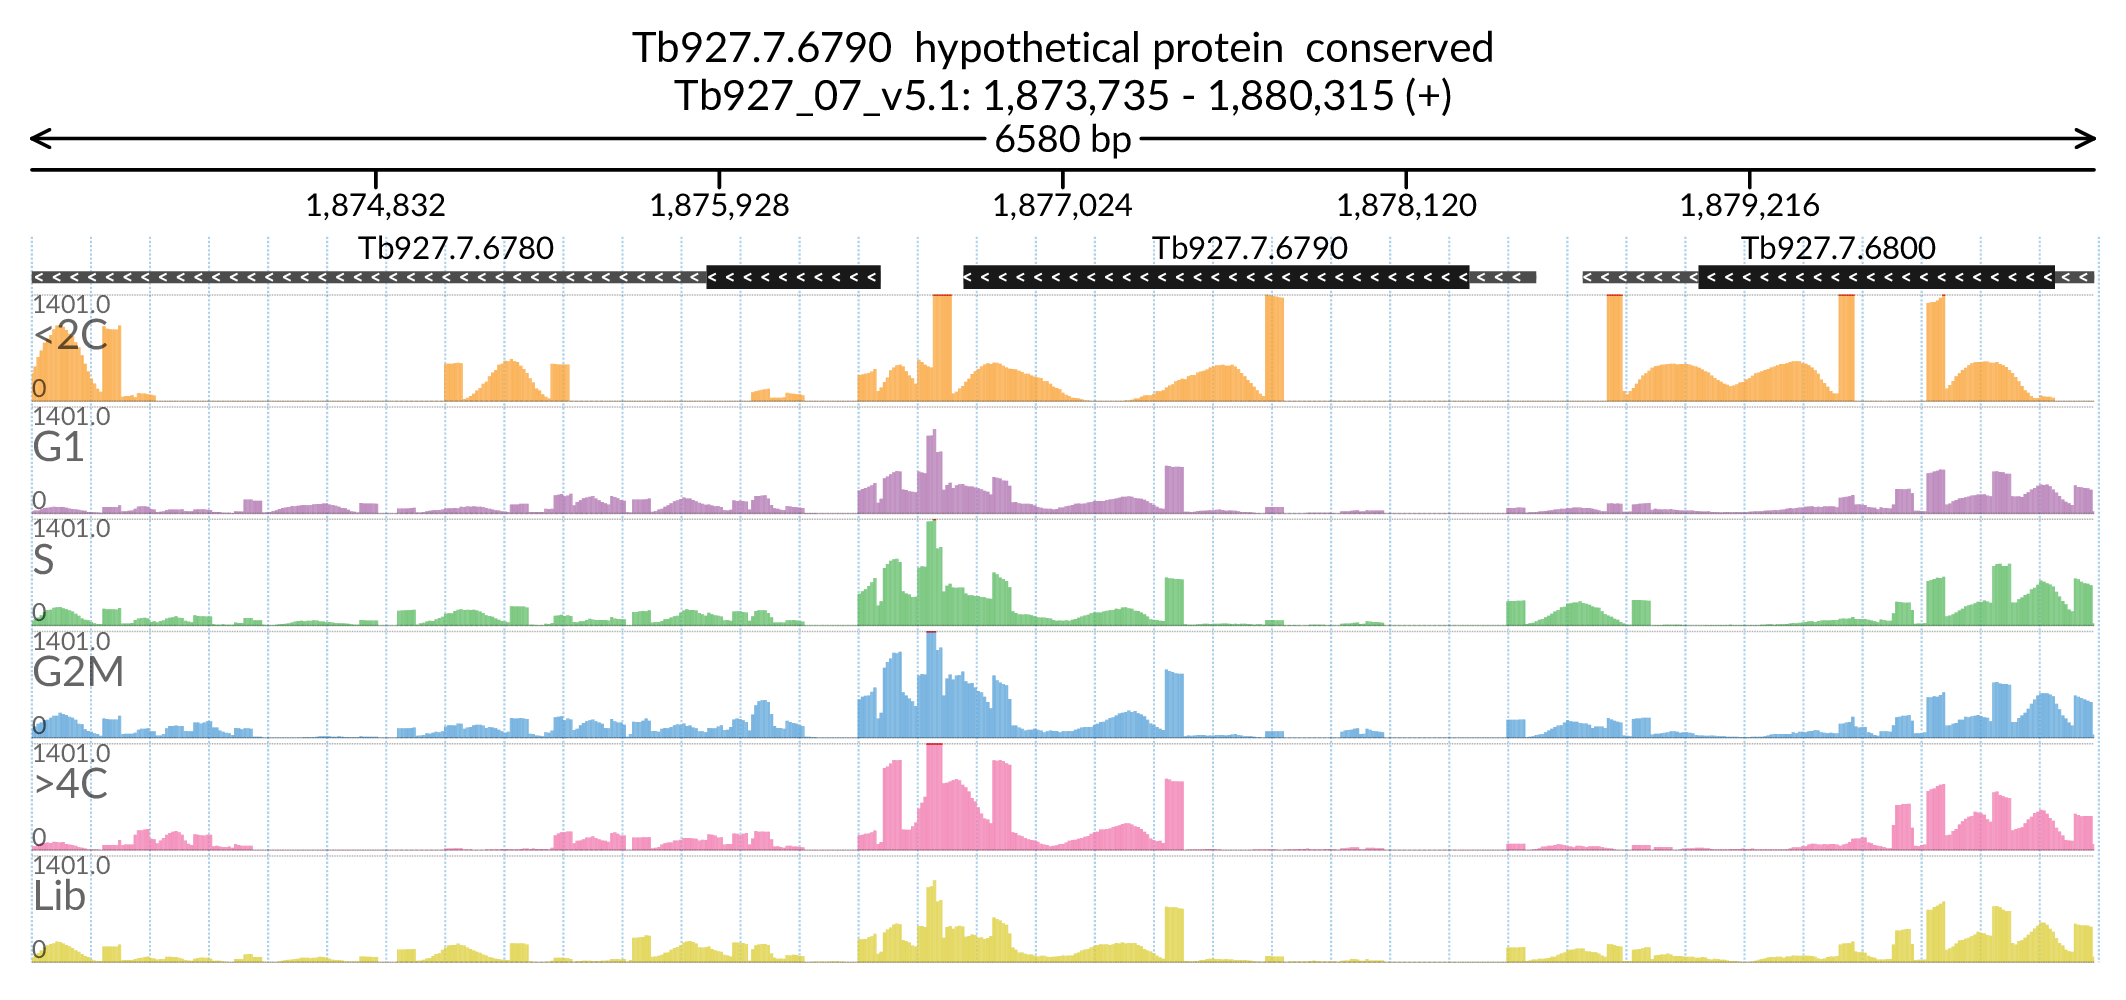 Tb927.7.6790 hypothetical protein conserved
Tb927_07_v5.1: 1,873,735 - 1,880,315 (+)
6580 bp
1,874,832 1,875,928 1,877,024 1,878,120 1,879,216
Tb927.7.6780 Tb927.7.6790 Tb927.7.6800
1401.0
<2C
0
1401.0
G1
0
1401.0
S
0
1401.0
G2M
0
1401.0
>4C
0
1401.0
Lib
0